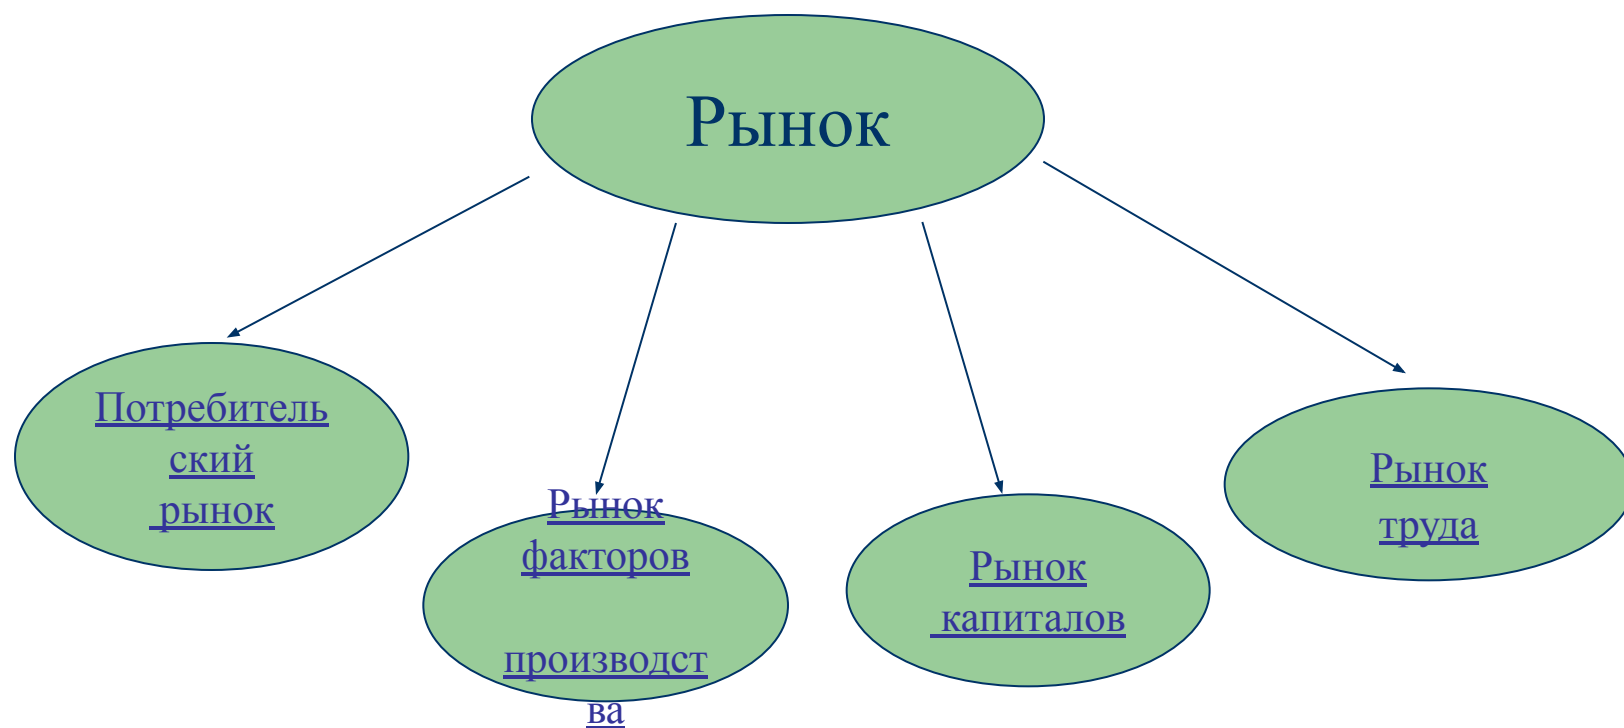 Рынок
Потребитель
ский
рынок
Рынок
факторов
производст
ва
Рынок
капиталов
Рынок
труда